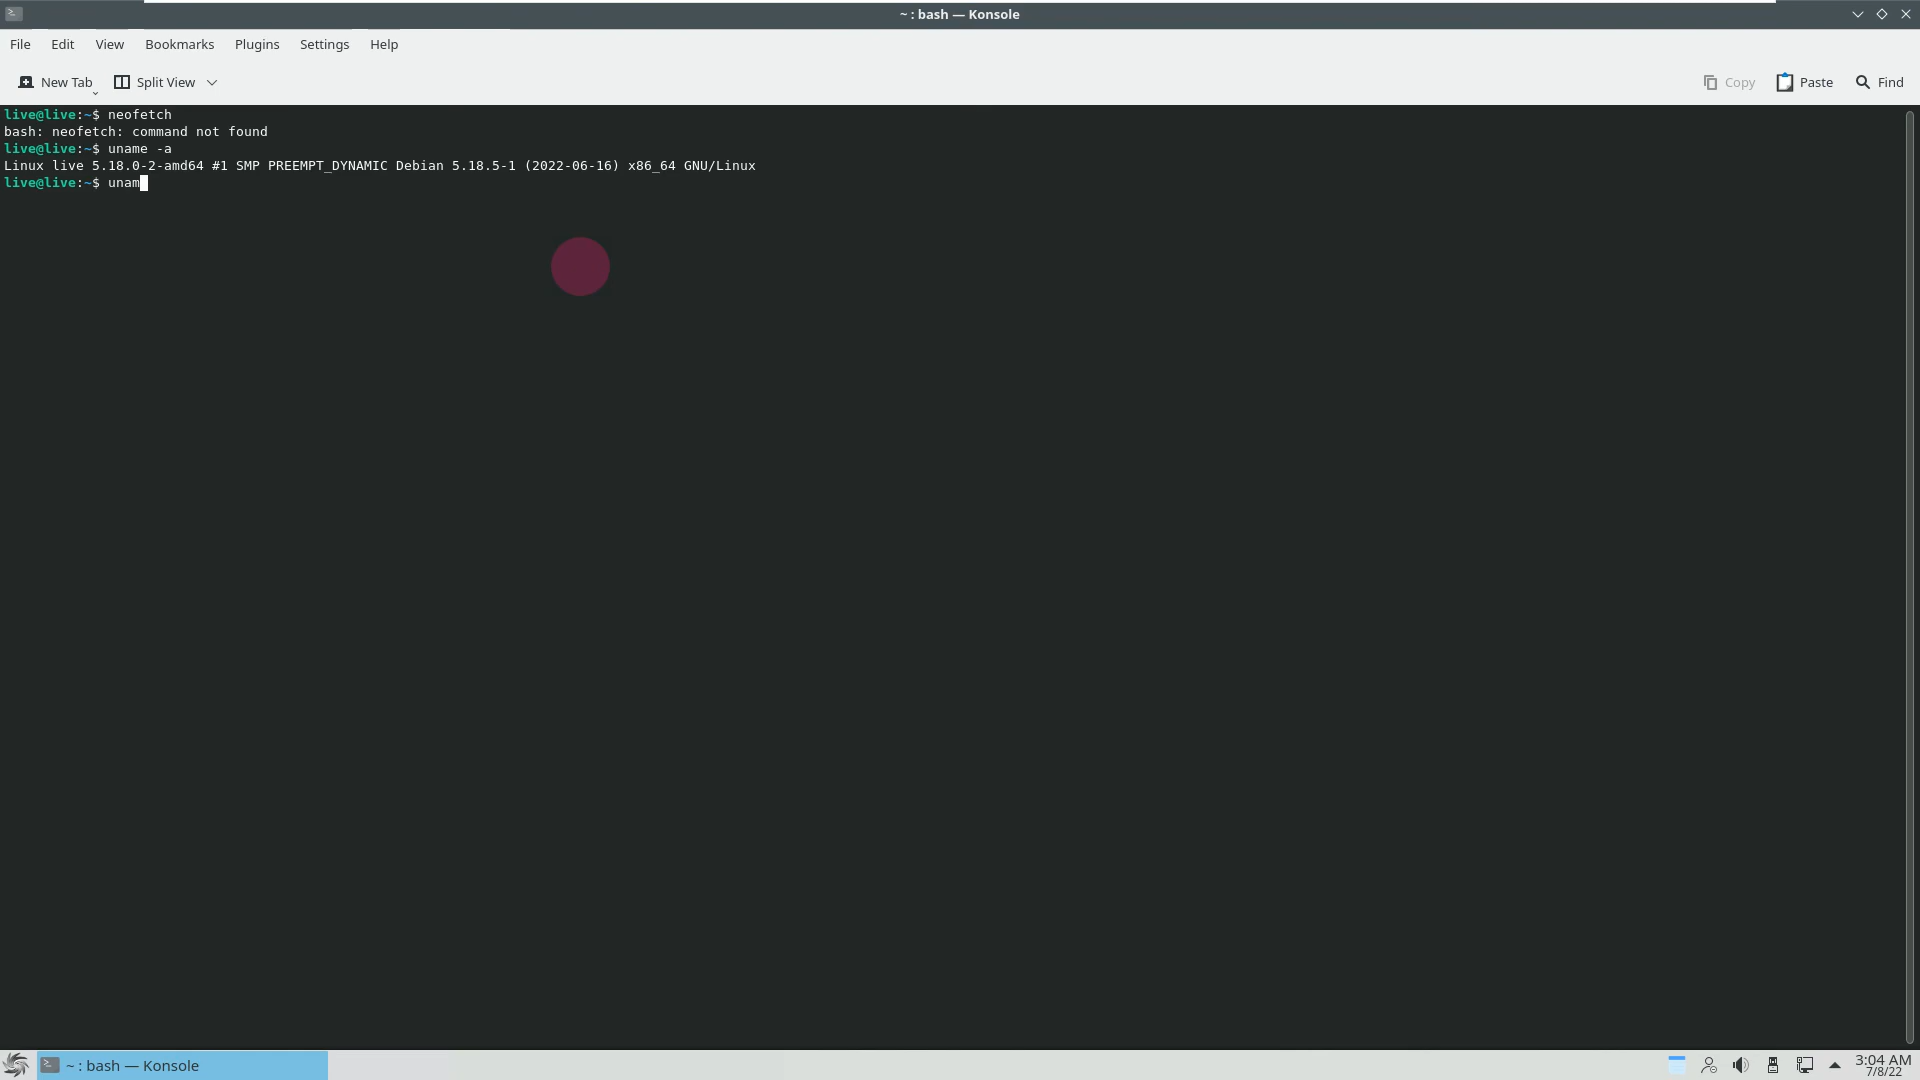 ~ : bash — Konsole
File Edit View Bookmarks Plugins Settings Help
New Tab Split View Copy Paste Find
live@live:~$ neofetch
bash: neofetch: command not found
live@live:~$ uname -a
Linux live 5.18.0-2-amd64 #1 SMP PREEMPT_DYNAMIC Debian 5.18.5-1 (2022-06-16) x86_64 GNU/Linux
live@live:~$ unam
~ : bash — Konsole
3:04 AM
7/8/22